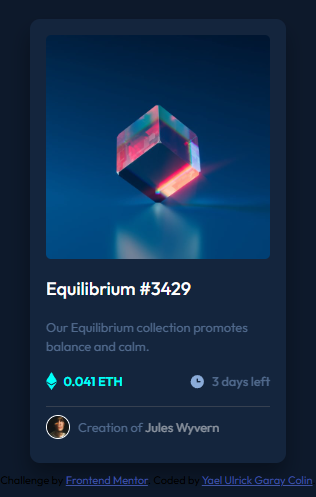 Equilibrium #3429
Our Equilibrium collection promotes
balance and calm.
0.041 ETH 3 days left
Creation of Jules Wyvern
Challenge by Frontend Mentor. Coded by Yael Ulrick Garay Colin